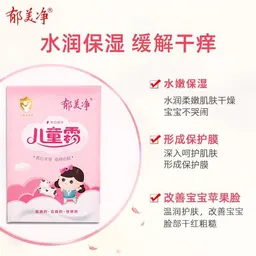 郁美净
水润保湿 缓解干痒
郁美净
儿童霜
水嫩保湿
水润柔嫩肌肤干燥
宝宝不哭闹
形成保护膜
深入呵护肌肤
形成保护膜
改善宝宝苹果脸
温润护肤，改善宝宝
脸部干红粗糙